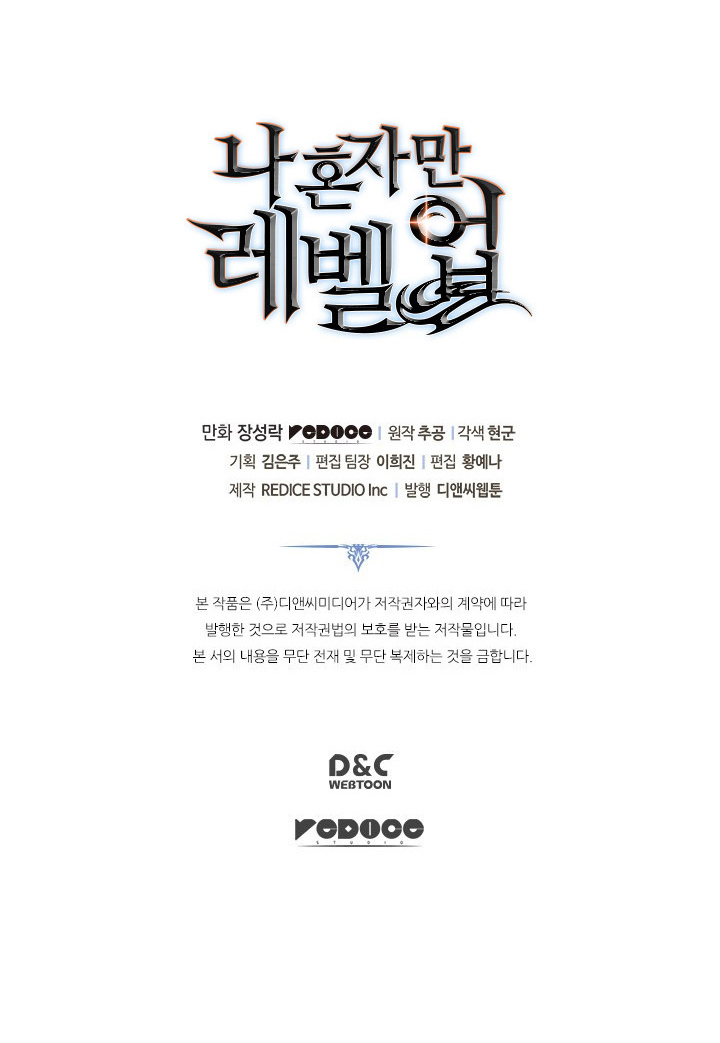 나 혼자만
레벨업
만화 장성락 REDICE STUDIO | 원작 추공 | 각색 현군
기획 김은주 | 편집 팀장 이희진 | 편집 황예나
제작 REDICE STUDIO Inc | 발행 디앤씨웹툰
본 작품은 (주)디앤씨미디어가 저작권자와의 계약에 따라
발행한 것으로 저작권법의 보호를 받는 저작물입니다.
본 서의 내용을 무단 전재 및 무단 복제하는 것을 금합니다.
D&C
WEBTOON
REDICE
STUDIO